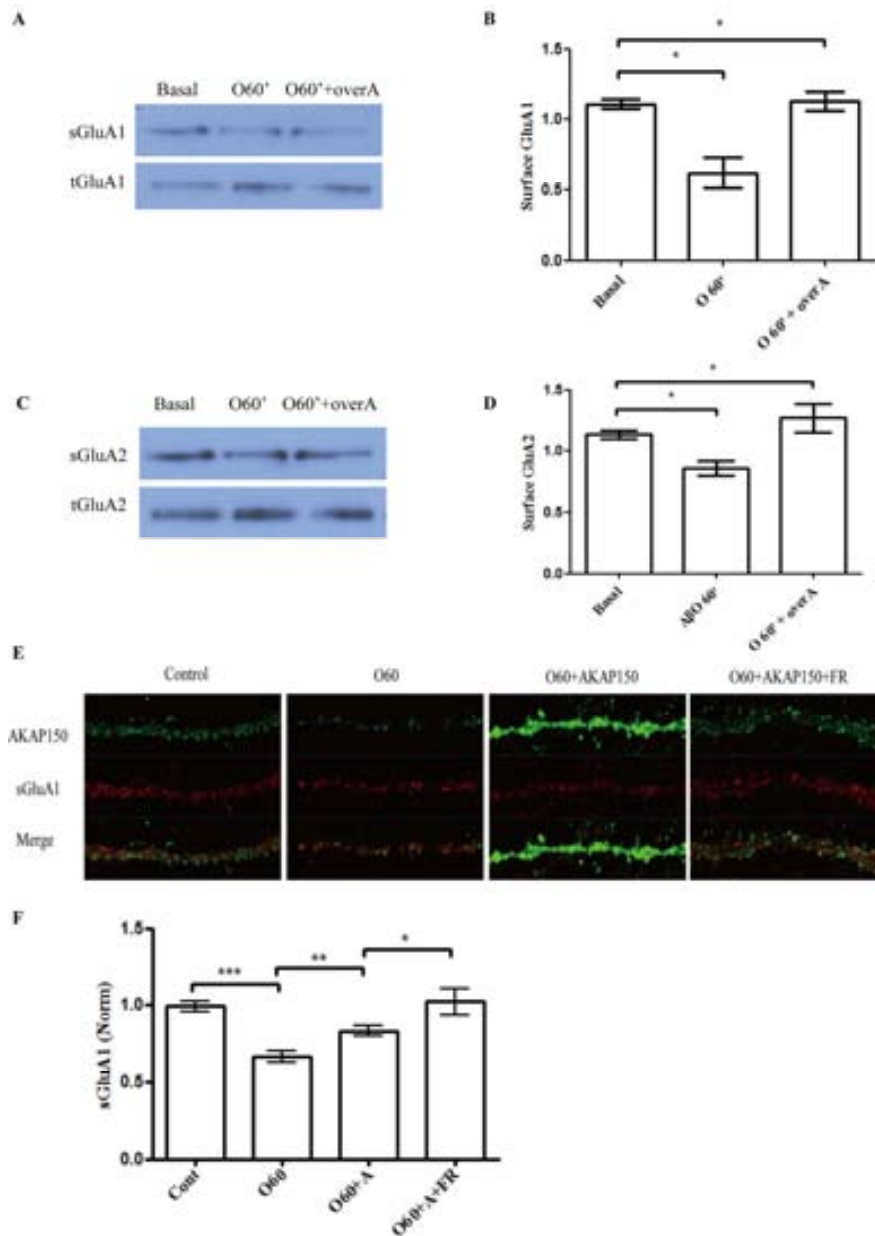 A
Basal O60' O60'+overA
sGluA1
tGluA1
B
*
*
Surface GluA1
1.5
1.0
0.5
0.0
Basal
O 60'
O 60' + overA
C
Basal O60' O60'+overA
sGluA2
tGluA2
D
*
*
Surface GluA2
1.5
1.0
0.5
0.0
Basal
AβO 60'
O 60' + overA
E
Control O60 O60+AKAP150 O60+AKAP150+FR
AKAP150
sGluA1
Merge
F
*** ** *
sGluA1 (Norm)
1.5
1.0
0.5
0.0
Cont
O60
O60+A
O60+A+FR